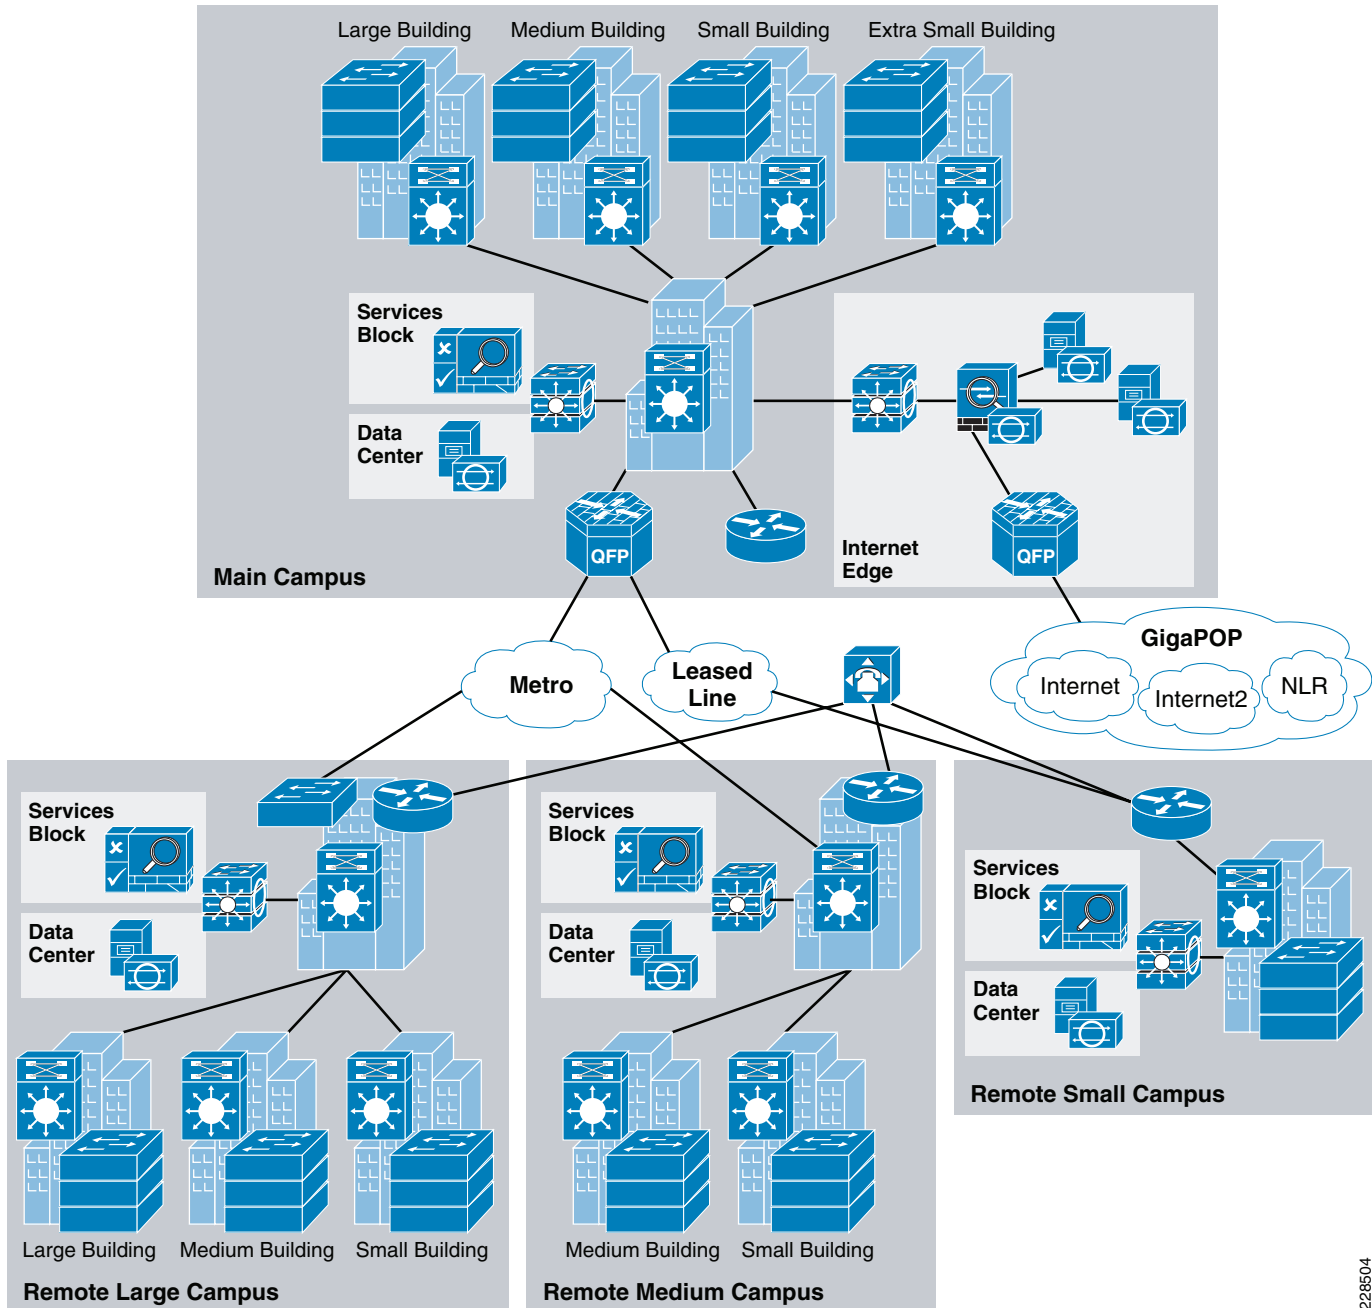 Large Building
Medium Building
Small Building
Extra Small Building
Services
Block
Data
Center
QFP
Internet
Edge
QFP
Main Campus
GigaPOP
Metro
Leased
Line
Internet
Internet2
NLR
Services
Block
Data
Center
Large Building
Medium Building
Small Building
Remote Large Campus
Services
Block
Data
Center
Medium Building
Small Building
Remote Medium Campus
Services
Block
Data
Center
Remote Small Campus
228504